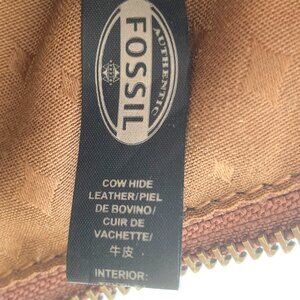 AUTHENTIC
FOSSIL
COW HIDE
LEATHER/PIEL
DE BOVINO/
CUIR DE
VACHETTE/
牛皮
INTERIOR: